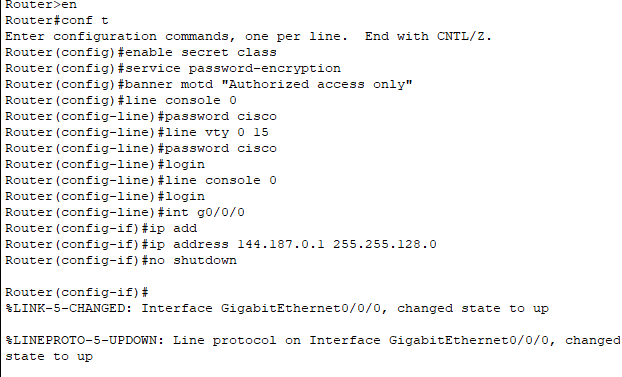 Router>en
Router#conf t
Enter configuration commands, one per line.  End with CNTL/Z.
Router(config)#enable secret class
Router(config)#service password-encryption
Router(config)#banner motd "Authorized access only"
Router(config)#line console 0
Router(config-line)#password cisco
Router(config-line)#line vty 0 15
Router(config-line)#password cisco
Router(config-line)#login
Router(config-line)#line console 0
Router(config-line)#login
Router(config-line)#int g0/0/0
Router(config-if)#ip add
Router(config-if)#ip address 144.187.0.1 255.255.128.0
Router(config-if)#no shutdown
Router(config-if)#
%LINK-5-CHANGED: Interface GigabitEthernet0/0/0, changed state to up
%LINEPROTO-5-UPDOWN: Line protocol on Interface GigabitEthernet0/0/0, changed
state to up